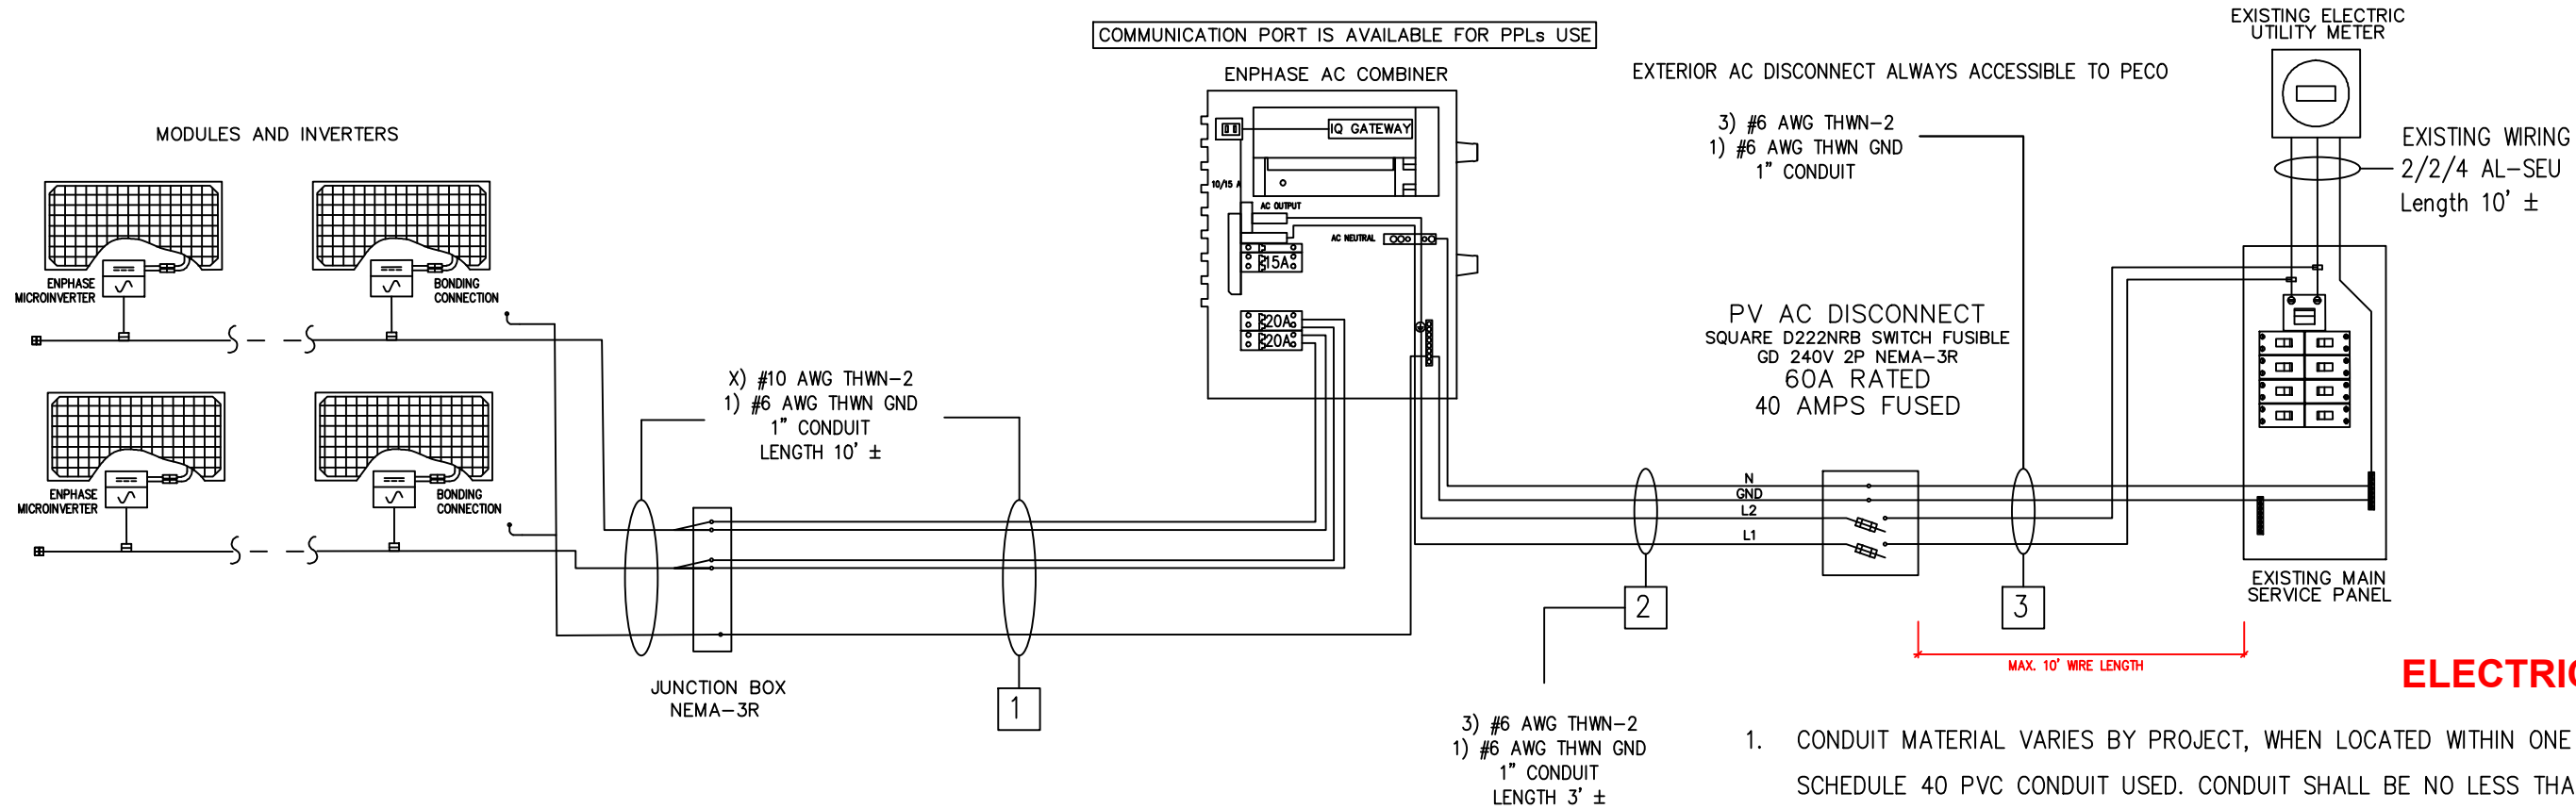 COMMUNICATION PORT IS AVAILABLE FOR PPLs USE
EXISTING ELECTRIC
UTILITY METER
ENPHASE AC COMBINER
EXTERIOR AC DISCONNECT ALWAYS ACCESSIBLE TO PECO
MODULES AND INVERTERS
IQ GATEWAY
3) #6 AWG THWN-2
1) #6 AWG THWN GND
1" CONDUIT
EXISTING WIRING
2/2/4 AL-SEU
Length 10' ±
10/15 A
AC OUTPUT
AC NEUTRAL
15A
20A
20A
ENPHASE
MICROINVERTER
BONDING
CONNECTION
PV AC DISCONNECT
SQUARE D222NRB SWITCH FUSIBLE
GD 240V 2P NEMA-3R
60A RATED
40 AMPS FUSED
X) #10 AWG THWN-2
1) #6 AWG THWN GND
1" CONDUIT
LENGTH 10' ±
ENPHASE
MICROINVERTER
BONDING
CONNECTION
N
GND
L2
L1
2
3
EXISTING MAIN
SERVICE PANEL
MAX. 10' WIRE LENGTH
JUNCTION BOX
NEMA-3R
1
3) #6 AWG THWN-2
1) #6 AWG THWN GND
1" CONDUIT
LENGTH 3' ±
ELECTRIC
1. CONDUIT MATERIAL VARIES BY PROJECT, WHEN LOCATED WITHIN ONE
SCHEDULE 40 PVC CONDUIT USED. CONDUIT SHALL BE NO LESS THA